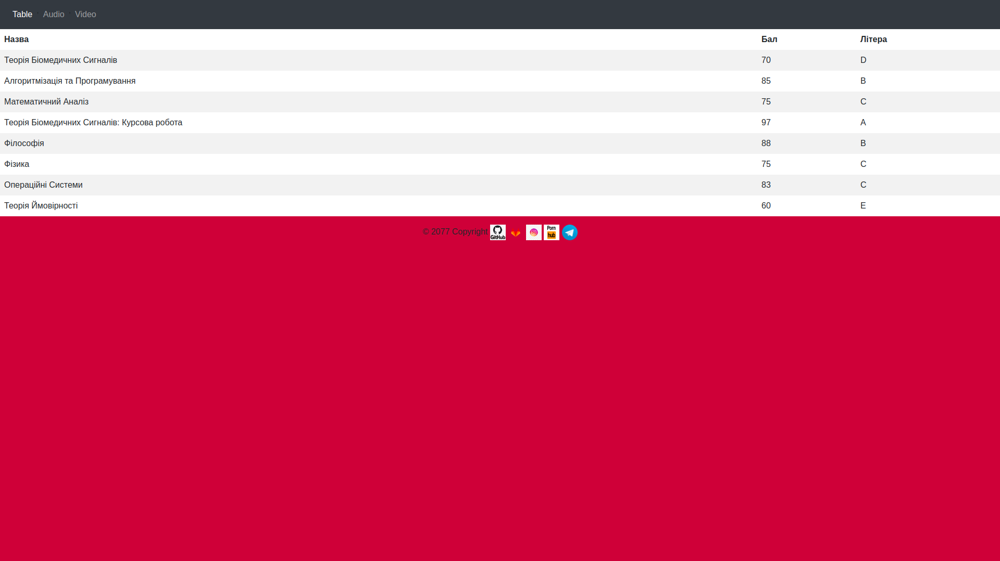 Table ' Audio ' Video
Назва Бал Літера
Теорія Біомедичних Сигналів 70 D
Алгоритмізація та Програмування 85 B
Математичний Аналіз 75 C
Теорія Біомедичних Сигналів: Курсова робота 97 A
Філософія 88 B
Фізика 75 C
Операційні Системи 83 C
Теорія Ймовірності 60 E
© 2077 Copyright GitHub Porn hub